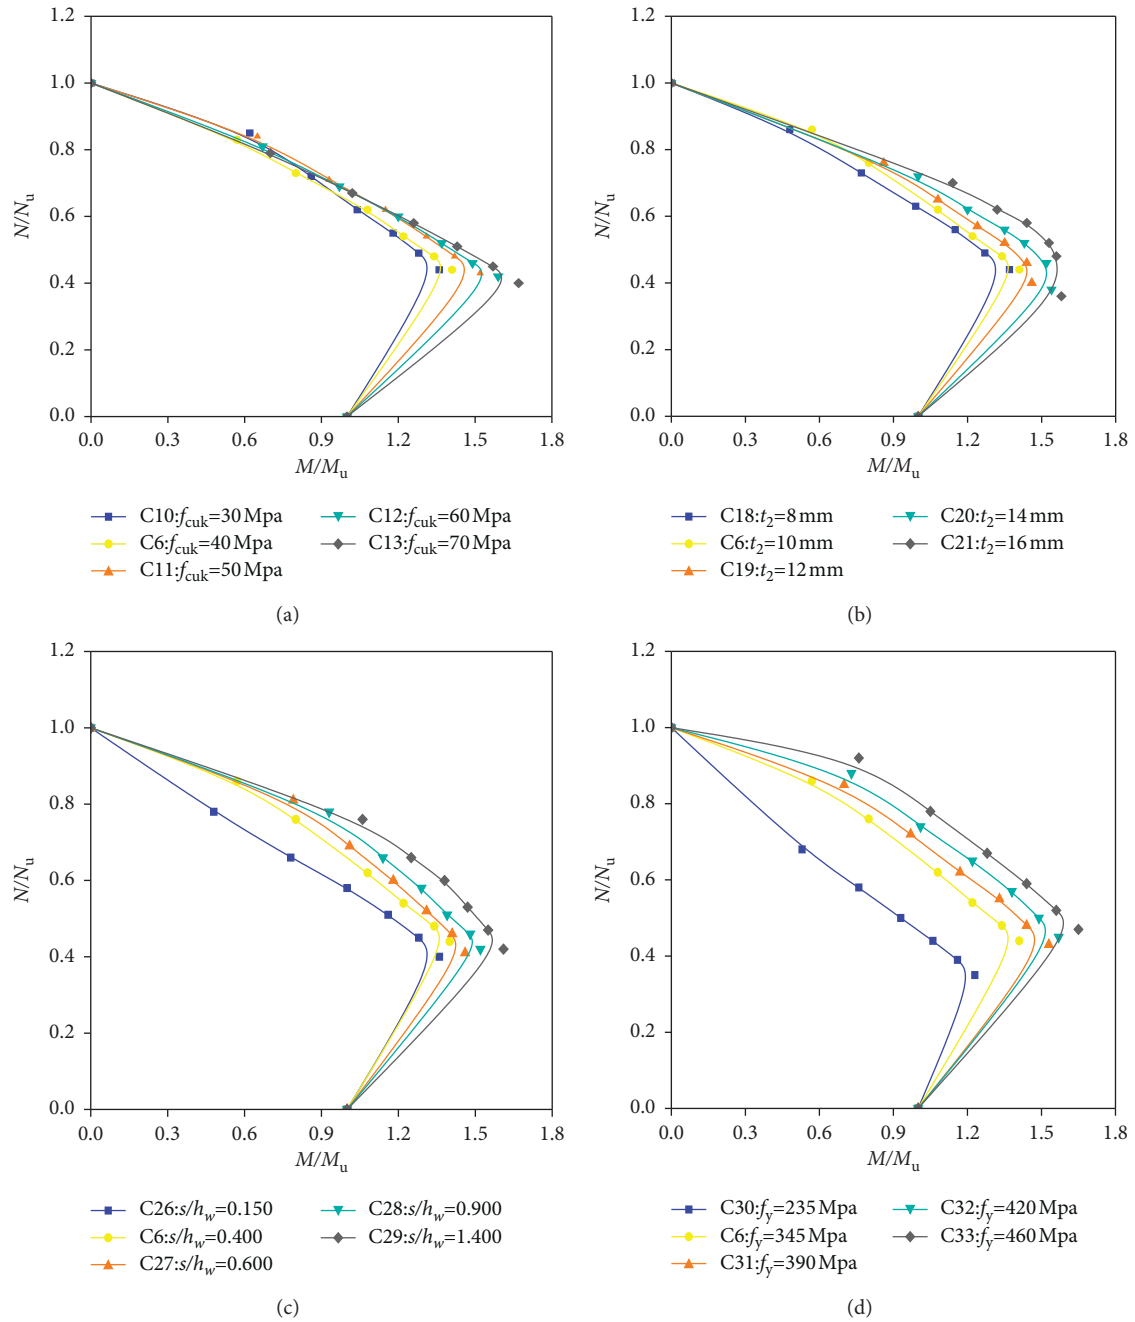 1.2
1.0
0.8
0.6
0.4
0.2
0.0
N/Nu
0.0 0.3 0.6 0.9 1.2 1.5 1.8
M/Mu
C10:fcuk=30 Mpa
C6:fcuk=40 Mpa
C11:fcuk=50 Mpa
C12:fcuk=60 Mpa
C13:fcuk=70 Mpa
(a)
1.2
1.0
0.8
0.6
0.4
0.2
0.0
N/Nu
0.0 0.3 0.6 0.9 1.2 1.5 1.8
M/Mu
C18:t2=8 mm
C6:t2=10 mm
C19:t2=12 mm
C20:t2=14 mm
C21:t2=16 mm
(b)
1.2
1.0
0.8
0.6
0.4
0.2
0.0
N/Nu
0.0 0.3 0.6 0.9 1.2 1.5 1.8
M/Mu
C26:s/hw=0.150
C6:s/hw=0.400
C27:s/hw=0.600
C28:s/hw=0.900
C29:s/hw=1.400
(c)
1.2
1.0
0.8
0.6
0.4
0.2
0.0
N/Nu
0.0 0.3 0.6 0.9 1.2 1.5 1.8
M/Mu
C30:fy=235 Mpa
C6:fy=345 Mpa
C31:fy=390 Mpa
C32:fy=420 Mpa
C33:fy=460 Mpa
(d)